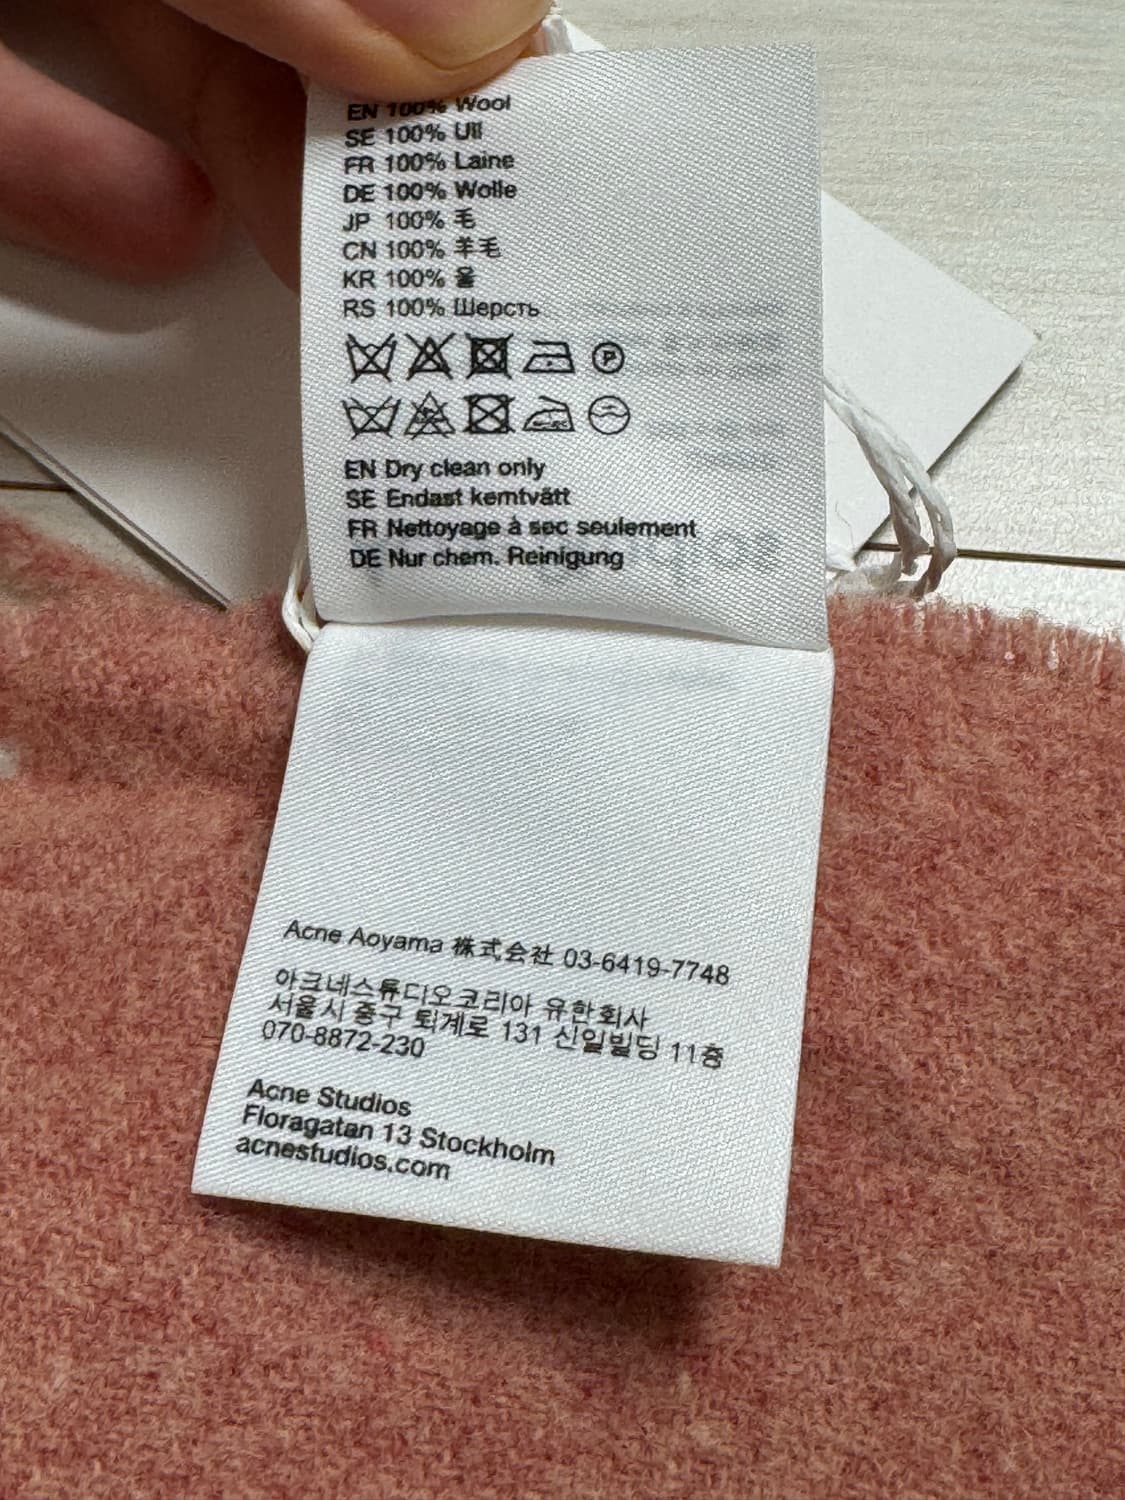 EN 100% Wool
SE 100% Ull
FR 100% Laine
DE 100% Wolle
JP 100% 毛
CN 100% 羊毛
KR 100% 울
RS 100% Шерсть
P
EN Dry clean only
SE Endast kemtvätt
FR Nettoyage à sec seulement
DE Nur chem. Reinigung
Acne Aoyama 株式会社 03-6419-7748
아크네스튜디오코리아 유한회사
서울시 중구 퇴계로 131 신일빌딩 11층
070-8872-230
Acne Studios
Floragatan 13 Stockholm
acnestudios.com